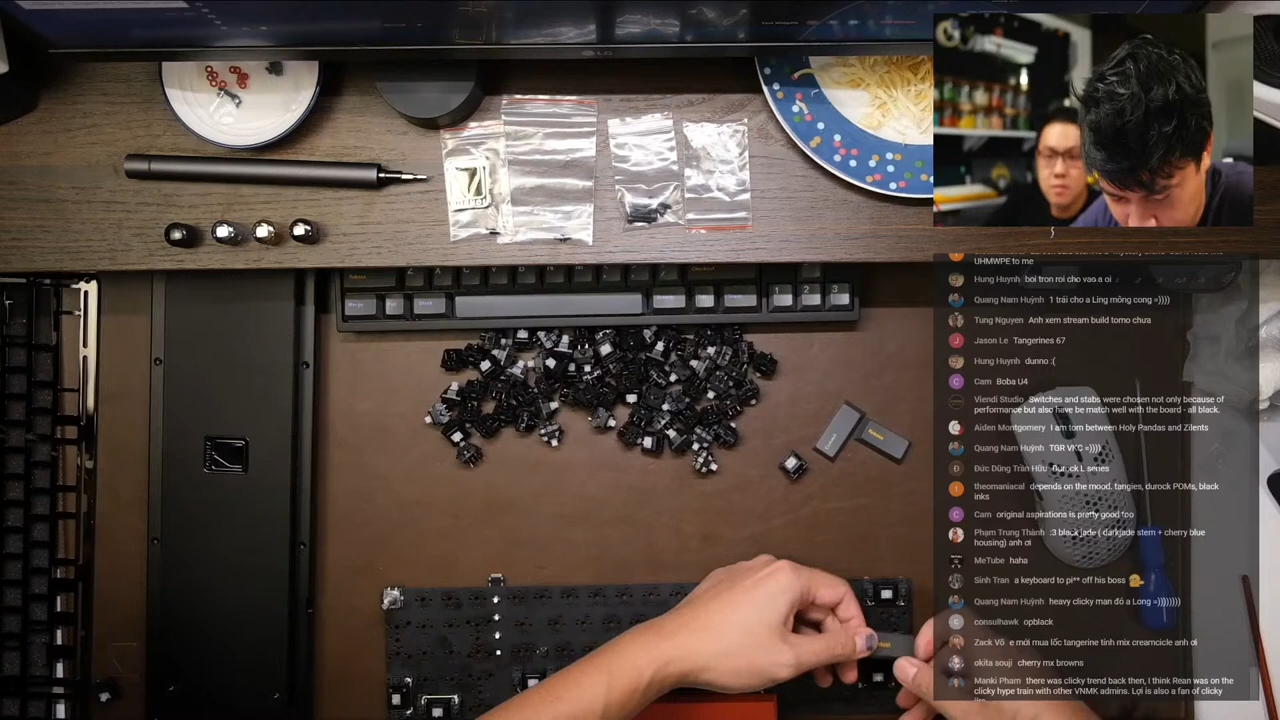 LG
Z X C V B N M
1 2 3
UHMWPE to me
Hung Huynh boi tron roi cho vao a oi
Quang Nam Huỳnh 1 trái cho a Ling mông cong =))))
Tung Nguyen Anh xem stream build tomo chưa
Jason Le Tangerines 67
Hung Huynh dunno :(
Cam Boba U4
Viendi Studio Switches and stabs were chosen not only because of
performance but also have be match well with the board - all black.
Aiden Montgomery I am torn between Holy Pandas and Zilents
Quang Nam Huỳnh TGR VKC =))))
Đức Dũng Trần Hữu Durock L series
theomaniacal depends on the mood. tangies, durock POMs, black
inks
Cam original aspirations is pretty good too
Phạm Trung Thành :3 black jade ( darkjade stem + cherry blue
housing) anh ơi
MeTube haha
Sinh Tran a keyboard to pi** off his boss
Quang Nam Huỳnh heavy clicky man đó a Long =))))))))
consulhawk opblack
Zack Võ e mới mua lốc tangerine tính mix creamcicle anh ơi
okita souji cherry mx browns
Manki Pham there was clicky trend back then, I think Rean was on the
clicky hype train with other VNMK admins. Lợi is also a fan of clicky